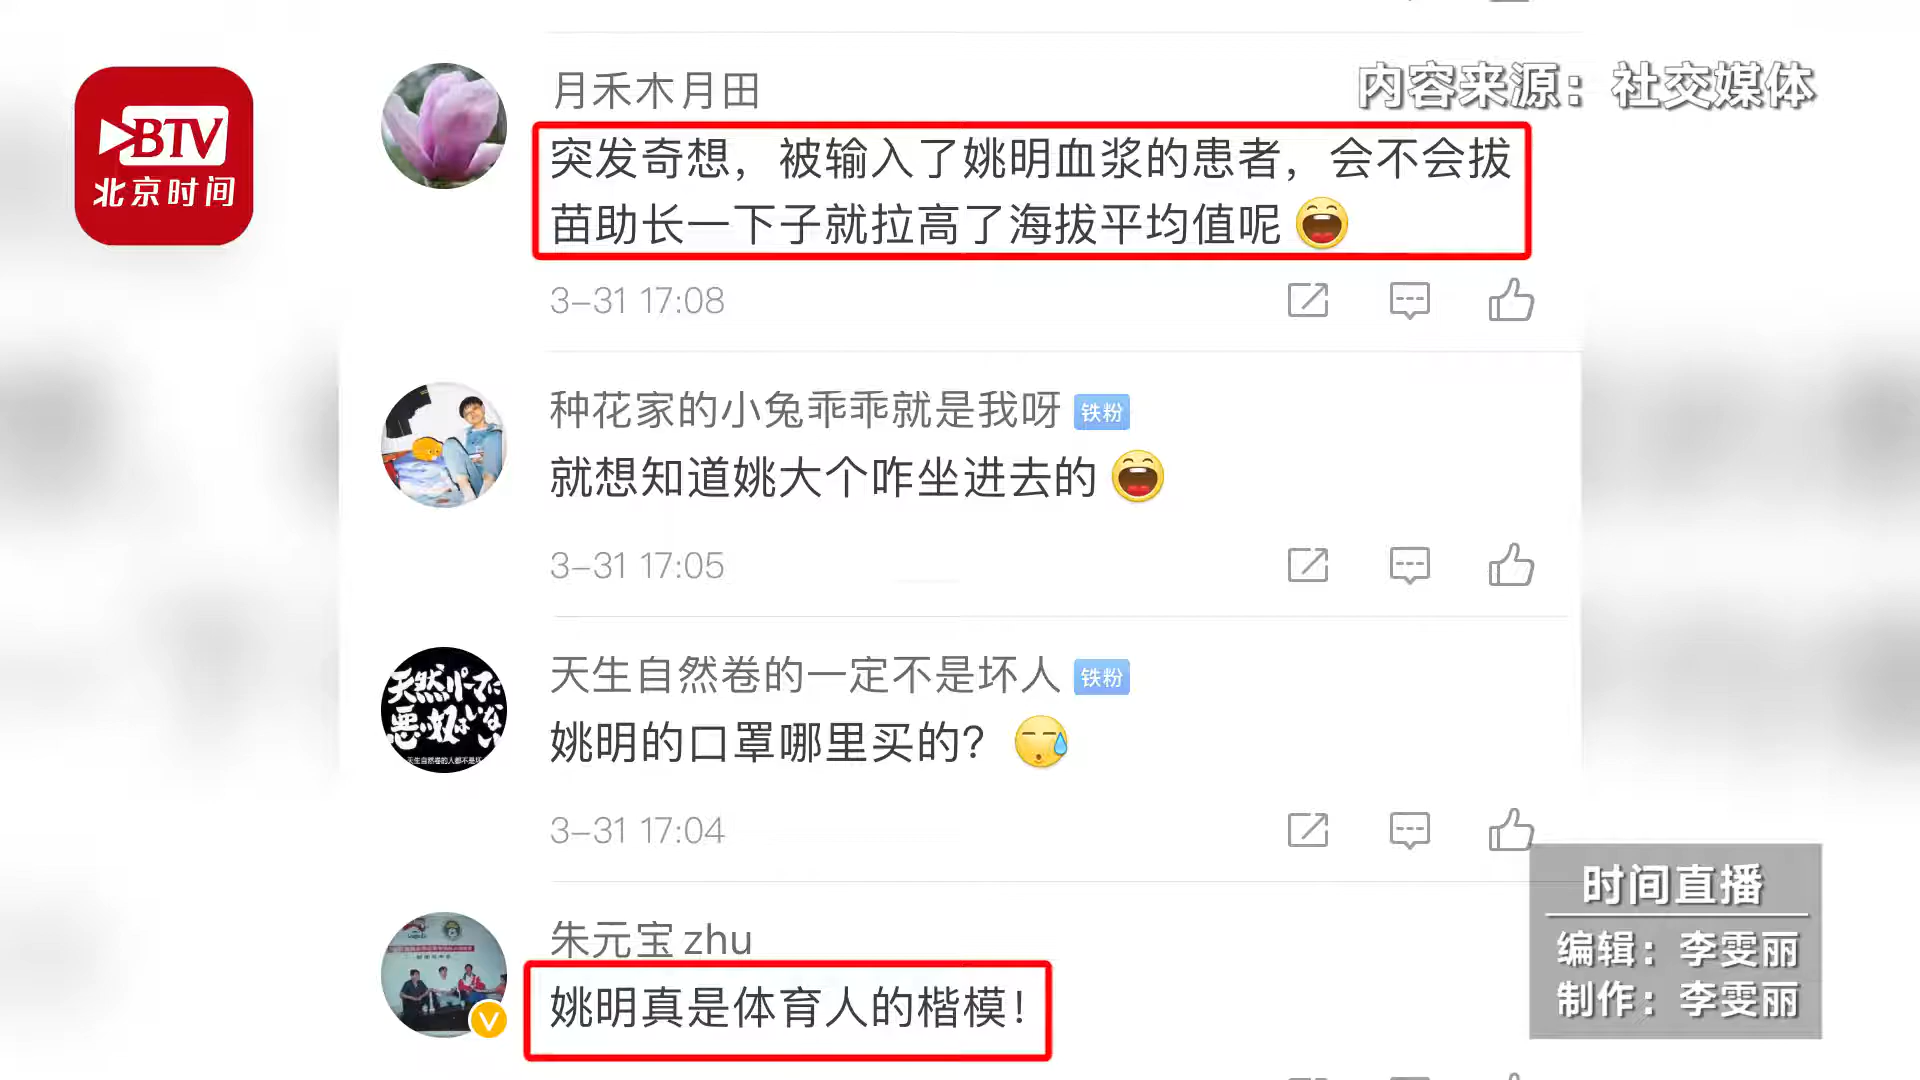 BTV
北京时间
内容来源：社交媒体
月禾木月田
突发奇想，被输入了姚明血浆的患者，会不会拔
苗助长一下子就拉高了海拔平均值呢
3-31 17:08
种花家的小兔乖乖就是我呀 铁粉
就想知道姚大个咋坐进去的
3-31 17:05
天生自然卷的一定不是坏人 铁粉
姚明的口罩哪里买的？
3-31 17:04
朱元宝zhu
姚明真是体育人的楷模！
时间直播
编辑：李雯丽
制作：李雯丽